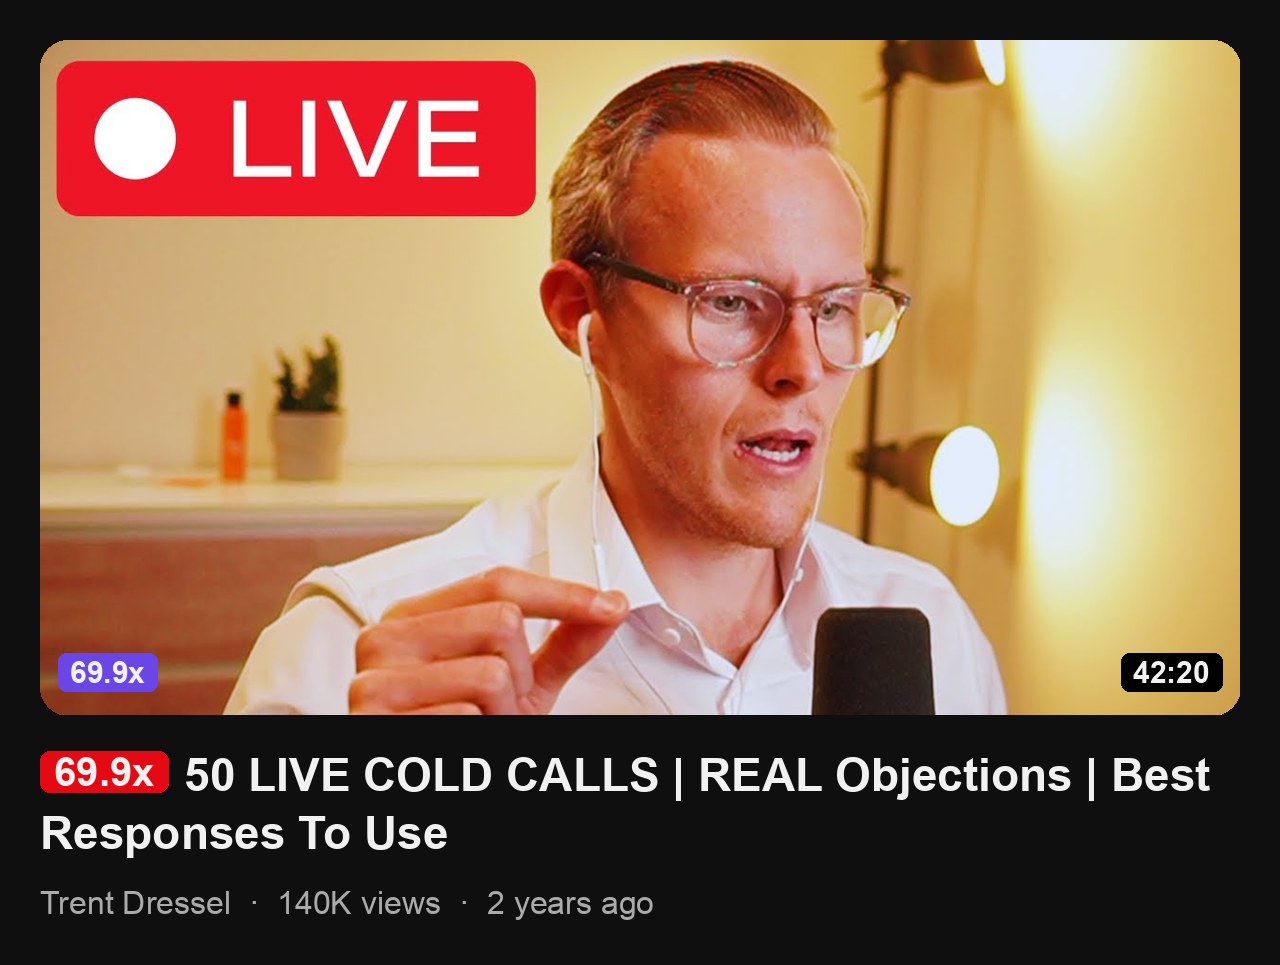 LIVE
69.9x
42:20
69.9x 50 LIVE COLD CALLS | REAL Objections | Best
Responses To Use
Trent Dressel · 140K views · 2 years ago